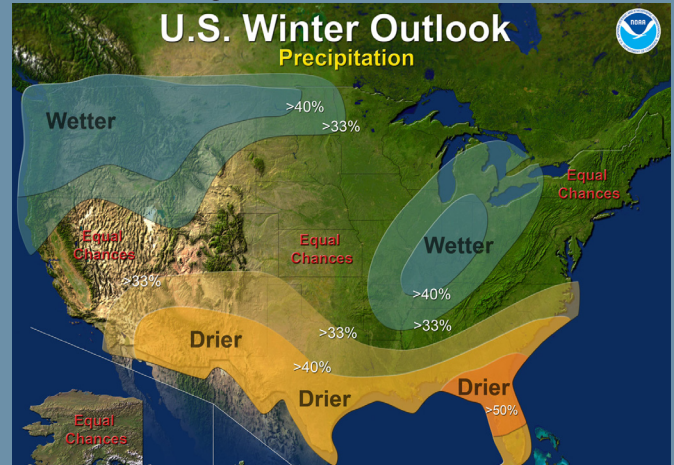 U.S. Winter Outlook
Precipitation
NOAA
Wetter
>40%
>33%
Equal
Chances
Equal
Chances
Equal
Chances
Wetter
>33%
>40%
>33%
>33%
Drier
>40%
Drier
Drier
>50%
Equal
Chances